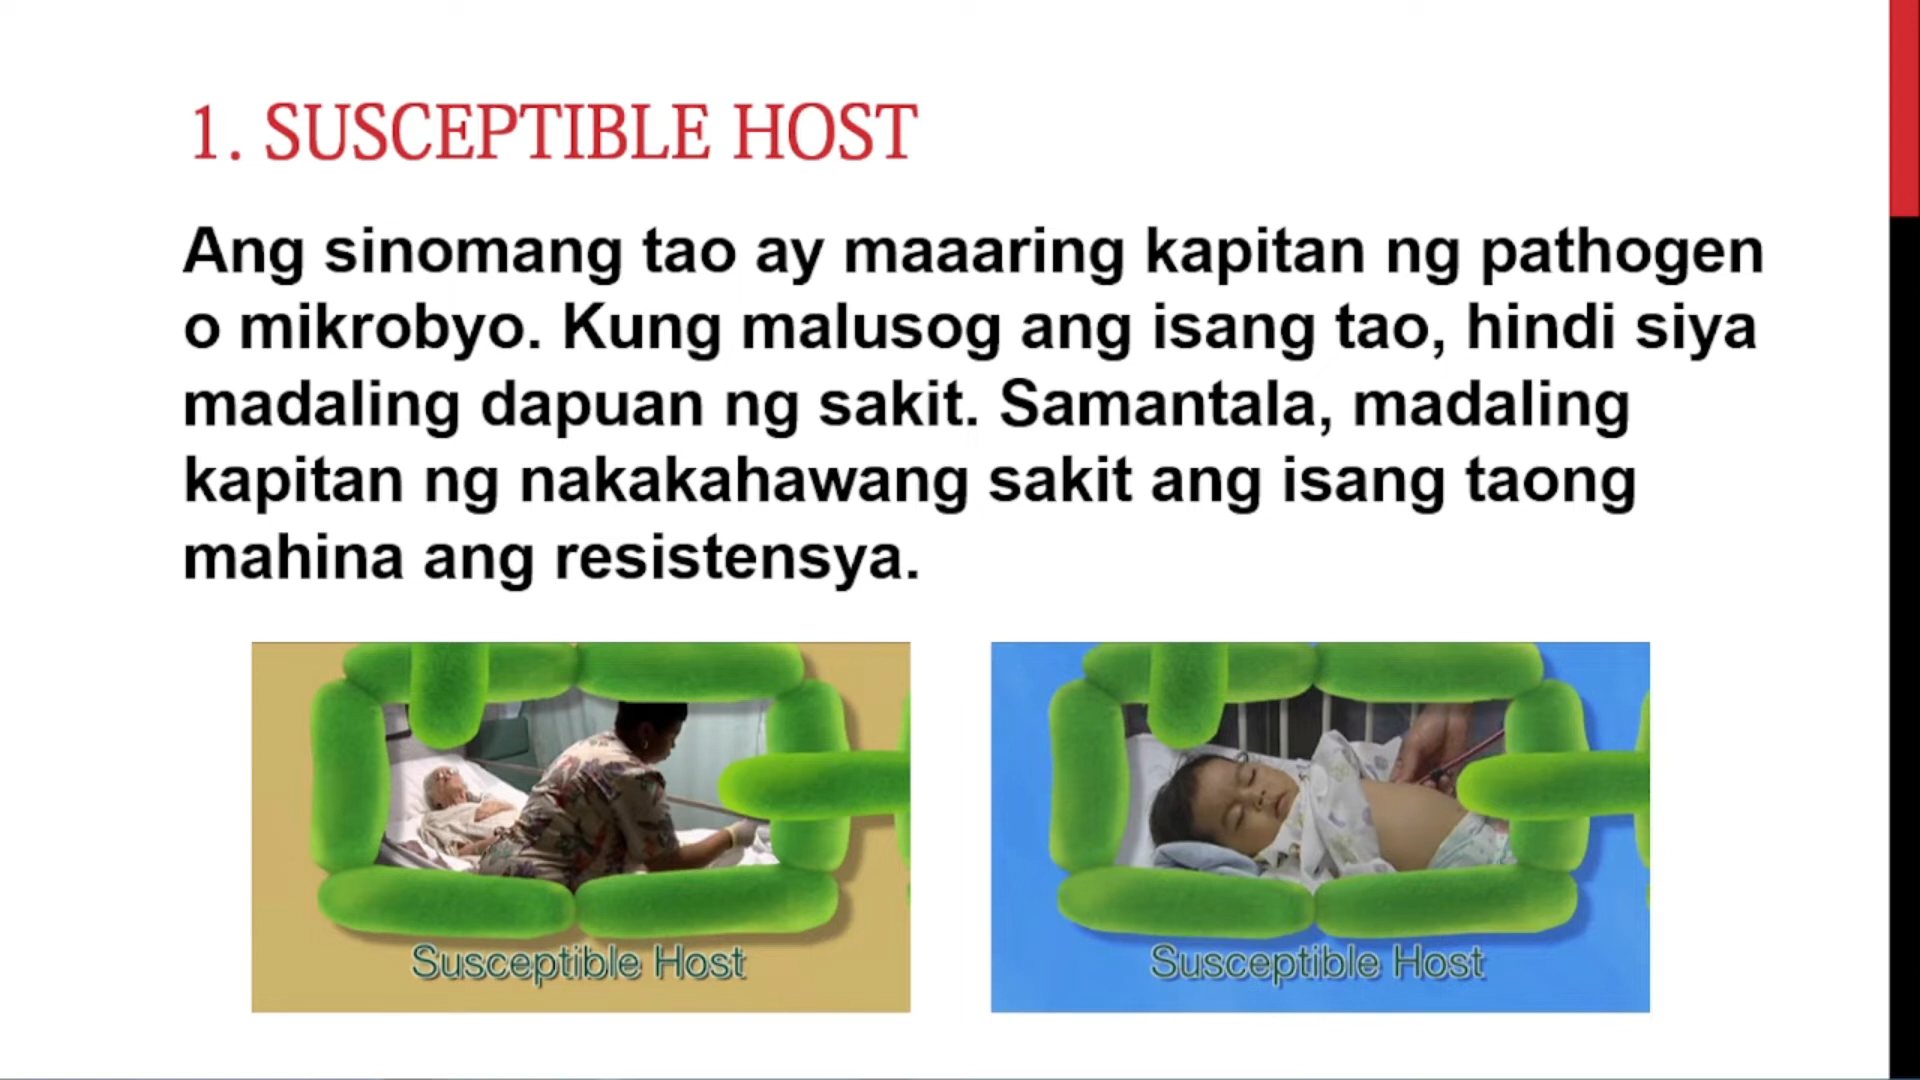 1. SUSCEPTIBLE HOST
Ang sinomang tao ay maaaring kapitan ng pathogen
o mikrobyo. Kung malusog ang isang tao, hindi siya
madaling dapuan ng sakit. Samantala, madaling
kapitan ng nakakahawang sakit ang isang taong
mahina ang resistensya.
Susceptible Host
Susceptible Host